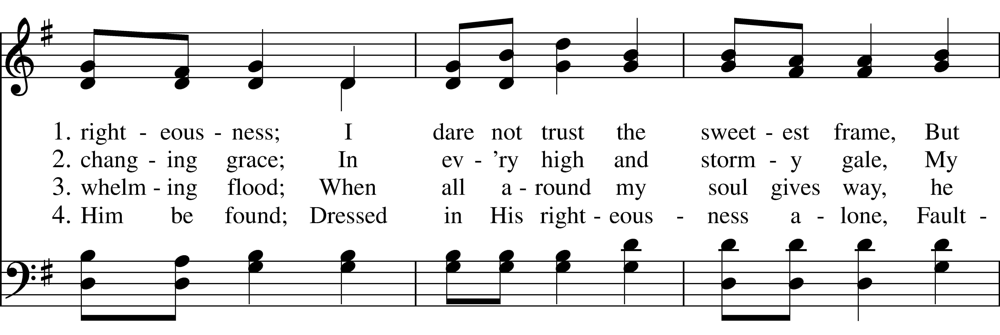 1. right - eous - ness; I dare not trust the sweet - est frame, But
2. chang - ing grace; In ev - ’ry high and storm - y gale, My
3. whelm - ing flood; When all a - round my soul gives way, he
4. Him be found; Dressed in His right - eous - ness a - lone, Fault -